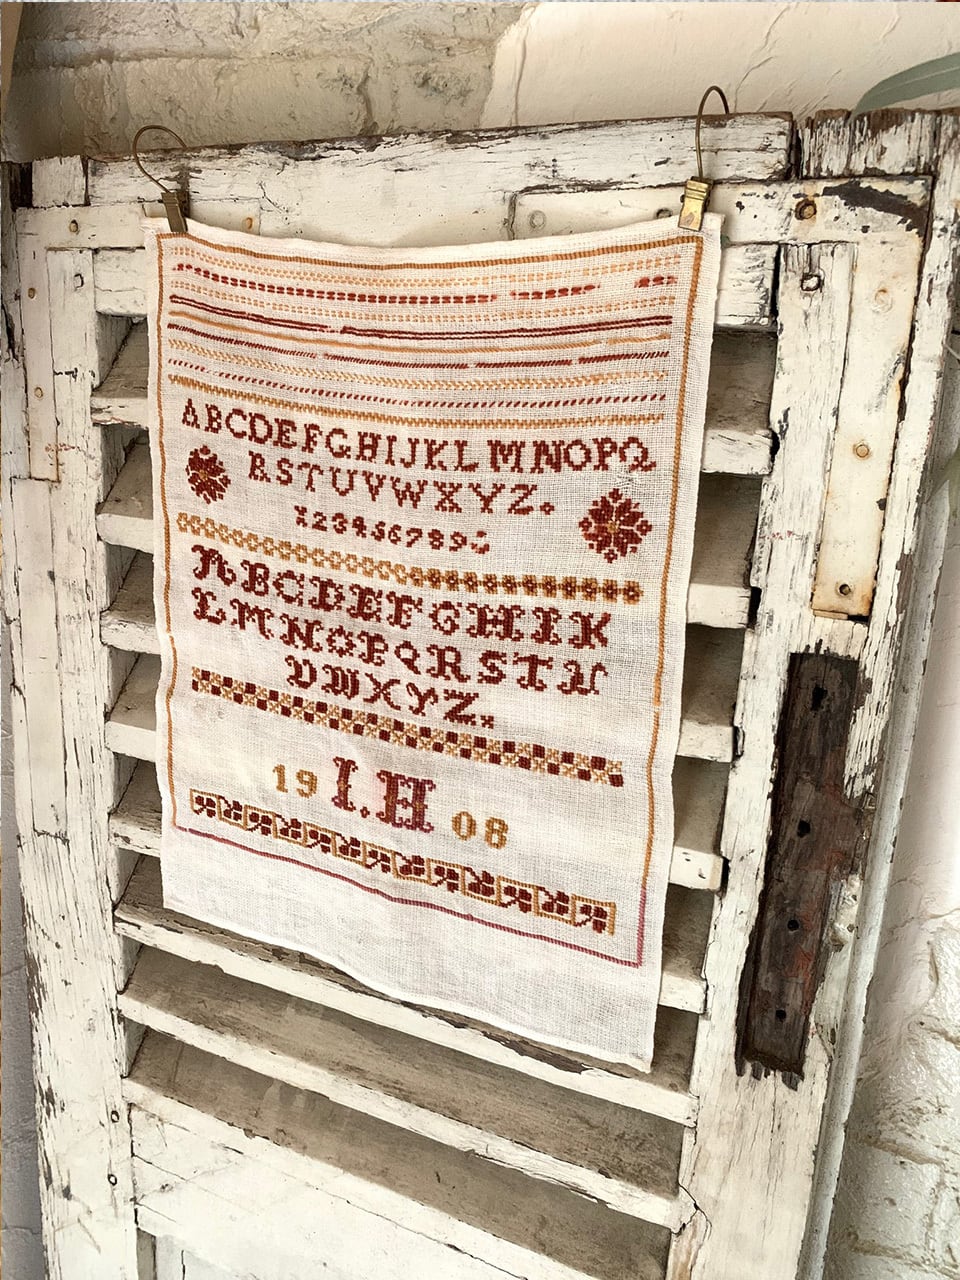 ABCDEFGHIJKLMNOPQ
RSTUVWXYZ.
123456789
ABCDEFGHIK
LMNOPQRSTU
VWXYZ.
19 I.H 08